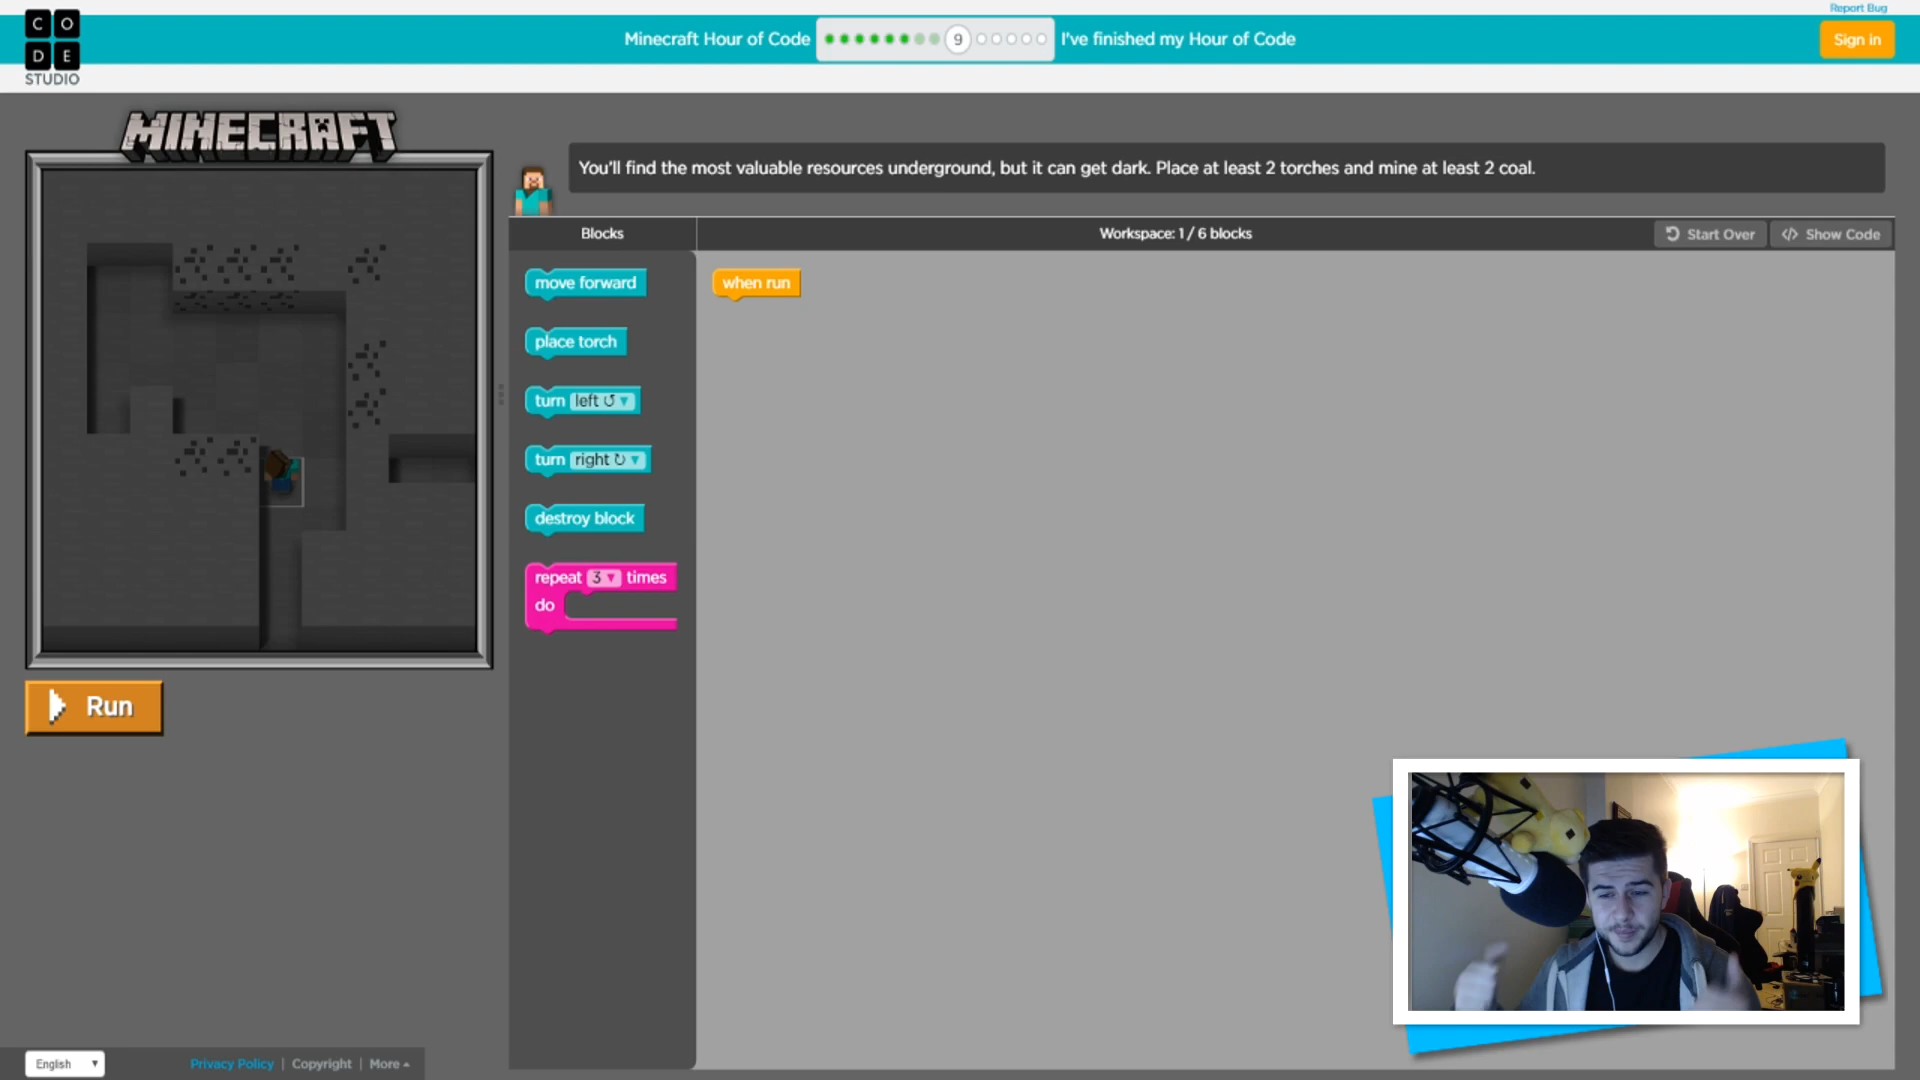 Report Bug
CODE
STUDIO
Minecraft Hour of Code
9
I've finished my Hour of Code
Sign in
MINECRAFT
You'll find the most valuable resources underground, but it can get dark. Place at least 2 torches and mine at least 2 coal.
Blocks
Workspace: 1 / 6 blocks
Start Over
</> Show Code
move forward
when run
place torch
turn left ↺ ▼
turn right ↻ ▼
destroy block
repeat 3 ▼ times
do
Run
English ▼
Privacy Policy | Copyright | More ▴